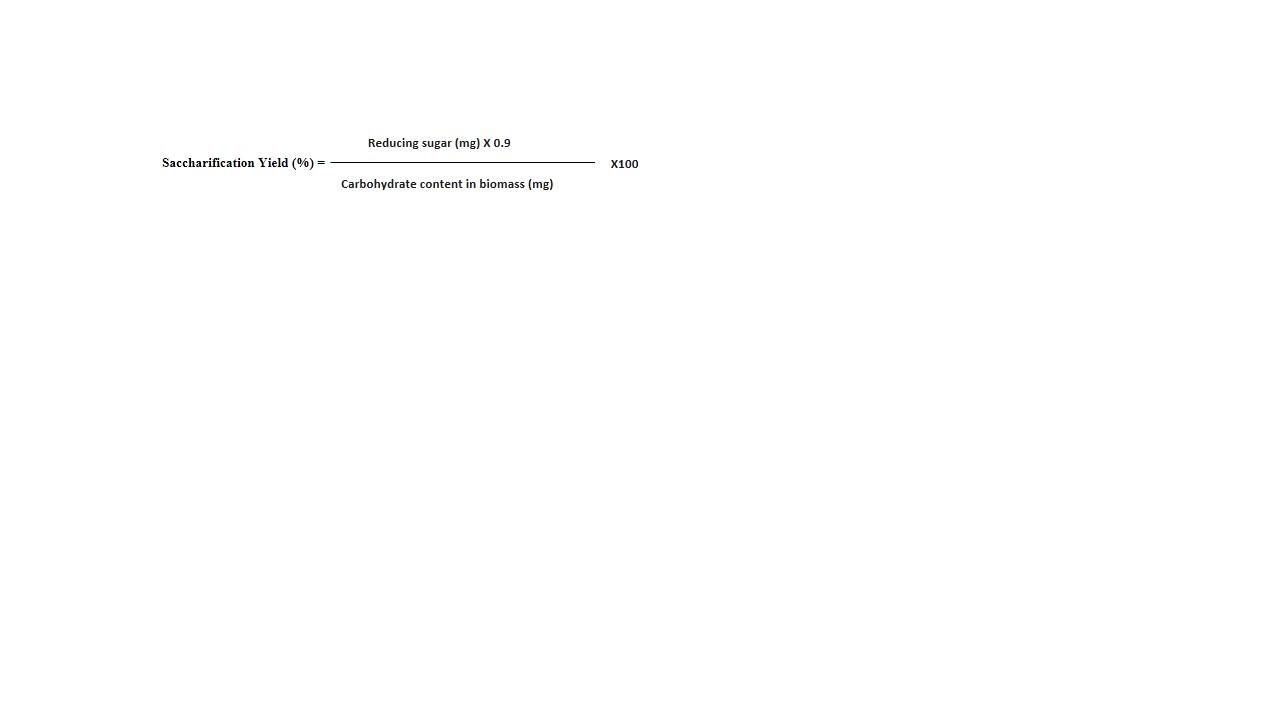 Reducing sugar (mg) X 0.9
Saccharification Yield (%) =
X100
Carbohydrate content in biomass (mg)